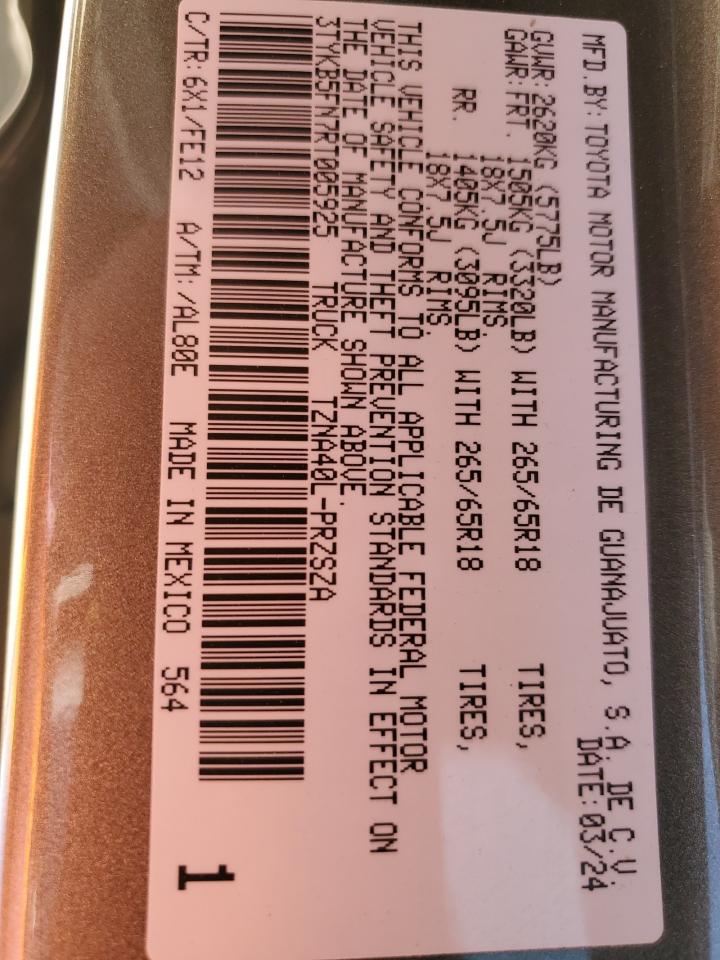 MFD. BY: TOYOTA MOTOR MANUFACTURING DE GUANAJUATO, S.A. DE C.V.
DATE: 03/24
GVWR: 2620KG (5775LB)
GAWR: FRT. 1505KG (3320LB) WITH 265/65R18 TIRES,
18X7.5J RIMS,
RR. 1405KG (3095LB) WITH 265/65R18 TIRES,
18X7.5J RIMS.
THIS VEHICLE CONFORMS TO ALL APPLICABLE FEDERAL MOTOR
VEHICLE SAFETY AND THEFT PREVENTION STANDARDS IN EFFECT ON
THE DATE OF MANUFACTURE SHOWN ABOVE.
3TYKB5FN7RT005925 TRUCK TZNA40L-PRZSZA
C/TR: 6X1/FE12 A/TM: /AL80E MADE IN MEXICO 564
1